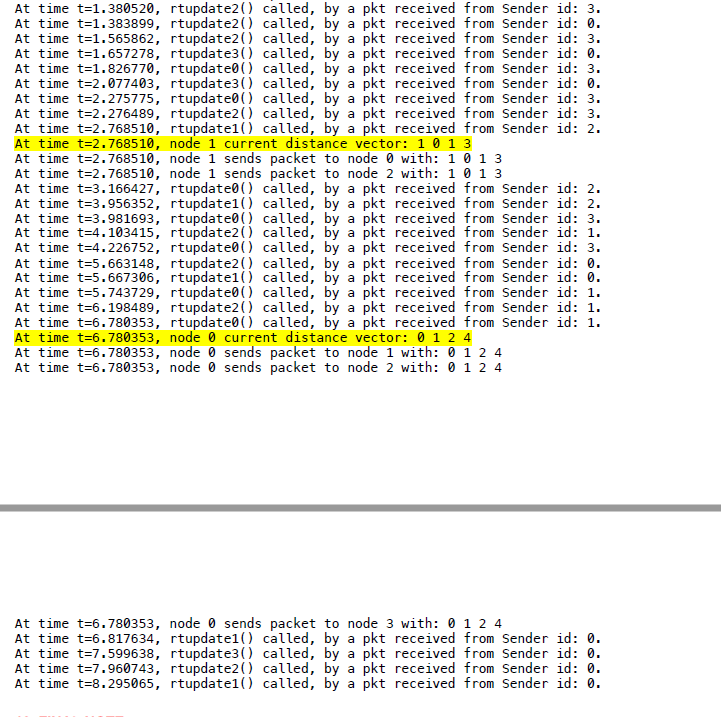 At time t=1.380520, rtupdate2() called, by a pkt received from Sender id: 3.
At time t=1.383899, rtupdate2() called, by a pkt received from Sender id: 0.
At time t=1.565862, rtupdate2() called, by a pkt received from Sender id: 3.
At time t=1.657278, rtupdate3() called, by a pkt received from Sender id: 0.
At time t=1.826770, rtupdate0() called, by a pkt received from Sender id: 3.
At time t=2.077403, rtupdate3() called, by a pkt received from Sender id: 0.
At time t=2.275775, rtupdate0() called, by a pkt received from Sender id: 3.
At time t=2.276489, rtupdate2() called, by a pkt received from Sender id: 3.
At time t=2.768510, rtupdate1() called, by a pkt received from Sender id: 2.
At time t=2.768510, node 1 current distance vector: 1 0 1 3
At time t=2.768510, node 1 sends packet to node 0 with: 1 0 1 3
At time t=2.768510, node 1 sends packet to node 2 with: 1 0 1 3
At time t=3.166427, rtupdate0() called, by a pkt received from Sender id: 2.
At time t=3.956352, rtupdate1() called, by a pkt received from Sender id: 2.
At time t=3.981693, rtupdate0() called, by a pkt received from Sender id: 3.
At time t=4.103415, rtupdate2() called, by a pkt received from Sender id: 1.
At time t=4.226752, rtupdate0() called, by a pkt received from Sender id: 3.
At time t=5.663148, rtupdate2() called, by a pkt received from Sender id: 0.
At time t=5.667306, rtupdate1() called, by a pkt received from Sender id: 0.
At time t=5.743729, rtupdate0() called, by a pkt received from Sender id: 1.
At time t=6.198489, rtupdate2() called, by a pkt received from Sender id: 1.
At time t=6.780353, rtupdate0() called, by a pkt received from Sender id: 1.
At time t=6.780353, node 0 current distance vector: 0 1 2 4
At time t=6.780353, node 0 sends packet to node 1 with: 0 1 2 4
At time t=6.780353, node 0 sends packet to node 2 with: 0 1 2 4
At time t=6.780353, node 0 sends packet to node 3 with: 0 1 2 4
At time t=6.817634, rtupdate1() called, by a pkt received from Sender id: 0.
At time t=7.599638, rtupdate3() called, by a pkt received from Sender id: 0.
At time t=7.960743, rtupdate2() called, by a pkt received from Sender id: 0.
At time t=8.295065, rtupdate1() called, by a pkt received from Sender id: 0.